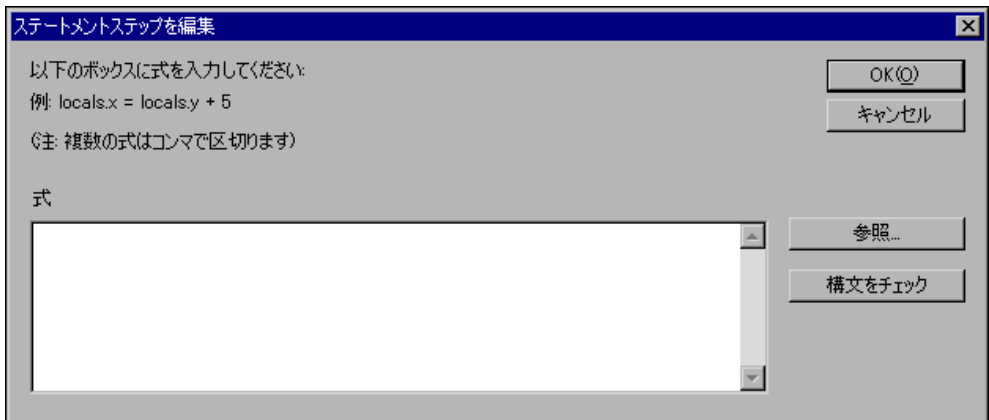 ステートメントステップを編集
以下のボックスに式を入力してください:
OK(O)
例: locals.x = locals.y + 5
キャンセル
(注: 複数の式はコンマで区切ります)
式
参照...
構文をチェック